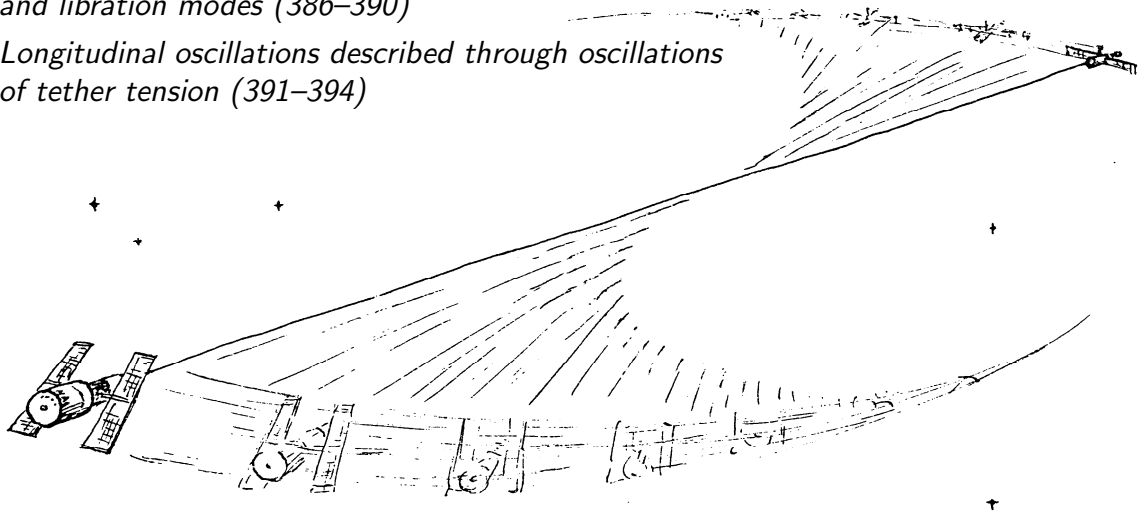 and libration modes (386–390)
Longitudinal oscillations described through oscillations
of tether tension (391–394)